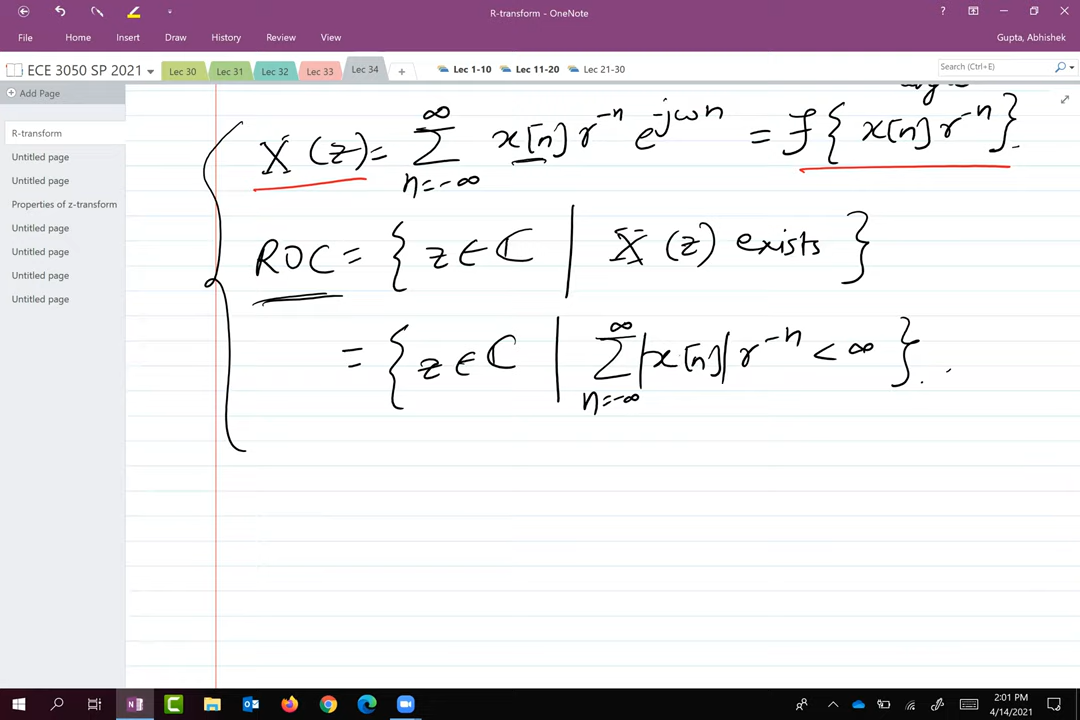 R-transform - OneNote
File Home Insert Draw History Review View
Gupta, Abhishek
ECE 3050 SP 2021
Lec 30 Lec 31 Lec 32 Lec 33 Lec 34 + Lec 1-10 Lec 11-20 Lec 21-30
Search (Ctrl+E)
Add Page
R-transform
Untitled page
Untitled page
Properties of z-transform
Untitled page
Untitled page
Untitled page
Untitled page
X(z) = ∑_{n=-∞}^{∞} x[n] r^{-n} e^{-jωn} = F{ x[n] r^{-n} }.
ROC = { z ∈ ℂ | X(z) exists }
= { z ∈ ℂ | ∑_{n=-∞}^{∞} |x[n]| r^{-n} < ∞ }.
2:01 PM
4/14/2021